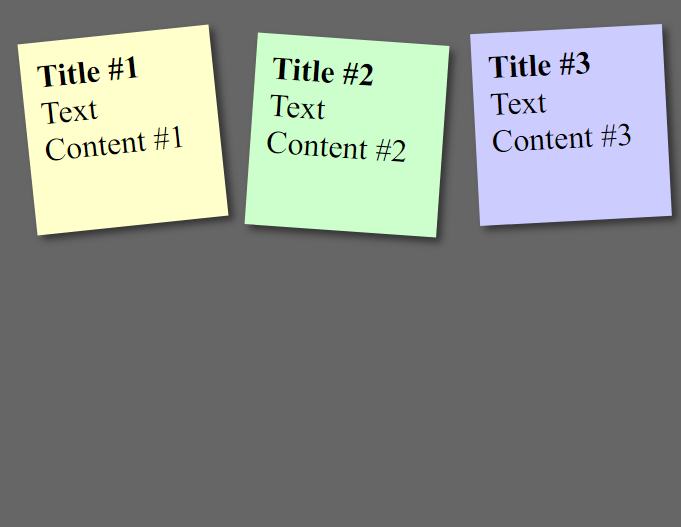 Title #1
Text
Content #1
Title #2
Text
Content #2
Title #3
Text
Content #3